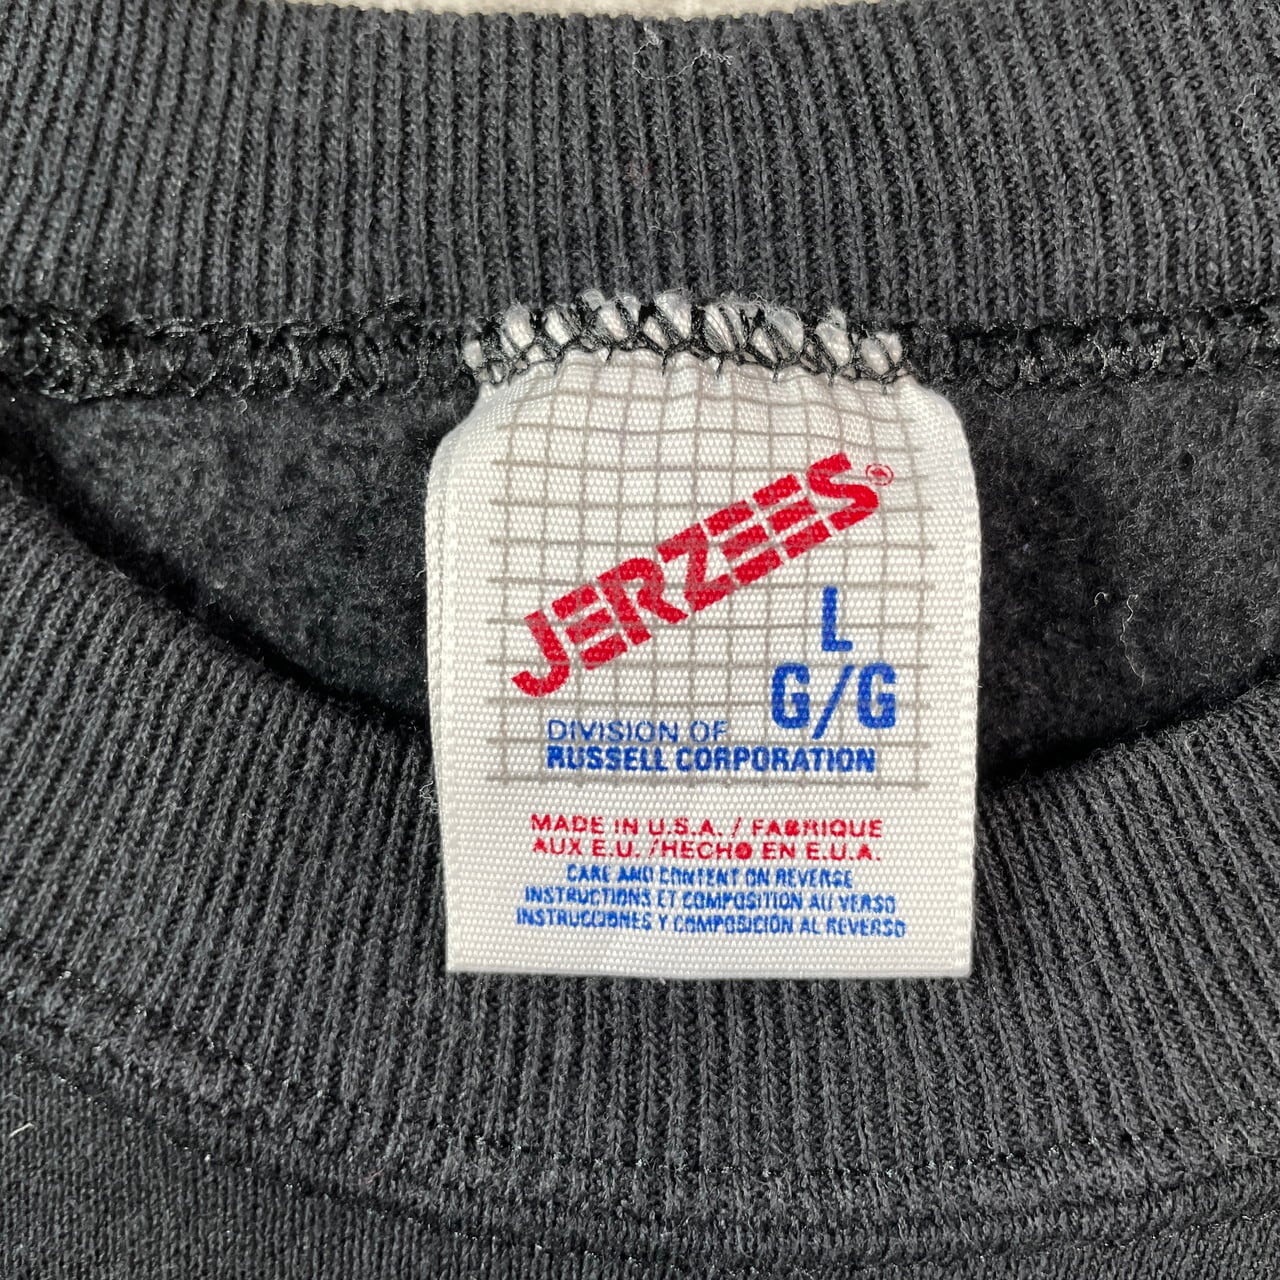 JERZEES®
L
G/G
DIVISION OF
RUSSELL CORPORATION
MADE IN U.S.A. / FABRIQUE
AUX E.U. /HECHO EN E.U.A.
CARE AND CONTENT ON REVERSE
INSTRUCTIONS ET COMPOSITION AU VERSO
INSTRUCCIONES Y COMPOSICIÓN AL REVERSO